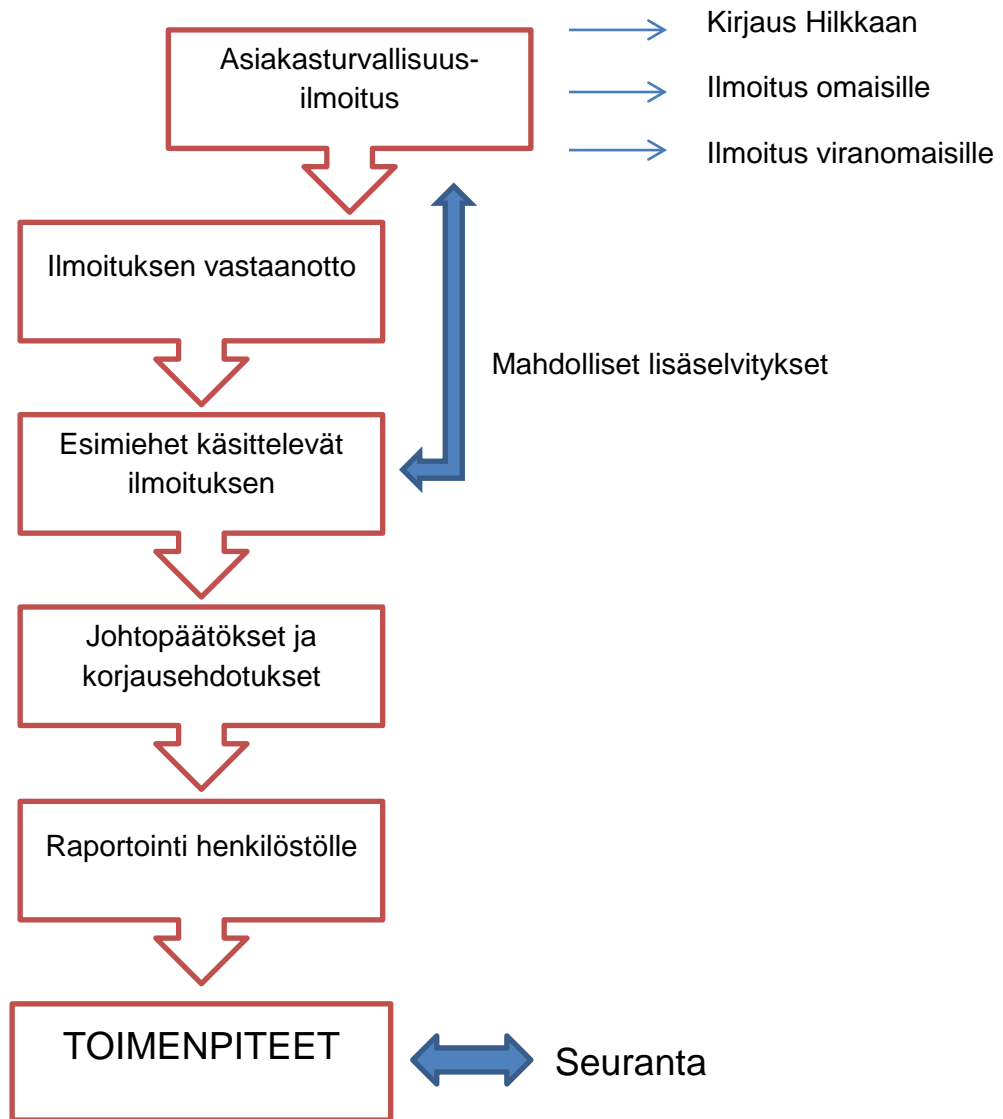 Asiakasturvallisuus-
ilmoitus
Kirjaus Hilkkaan
Ilmoitus omaisille
Ilmoitus viranomaisille
Ilmoituksen vastaanotto
Mahdolliset lisäselvitykset
Esimiehet käsittelevät
ilmoituksen
Johtopäätökset ja
korjausehdotukset
Raportointi henkilöstölle
TOIMENPITEET
Seuranta